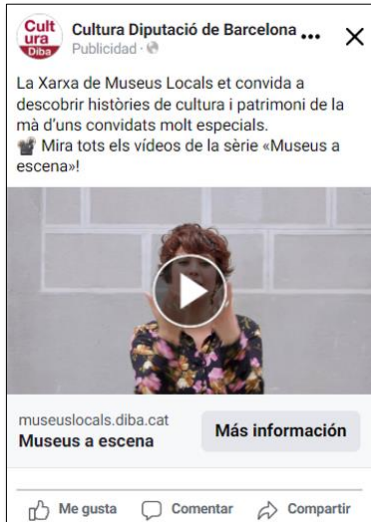 Cult
ura
Diba
Cultura Diputació de Barcelona
Publicidad ·
La Xarxa de Museus Locals et convida a
descobrir històries de cultura i patrimoni de la
mà d'uns convidats molt especials.
Mira tots els vídeos de la sèrie «Museus a
escena»!
museuslocals.diba.cat
Museus a escena
Más información
Me gusta
Comentar
Compartir